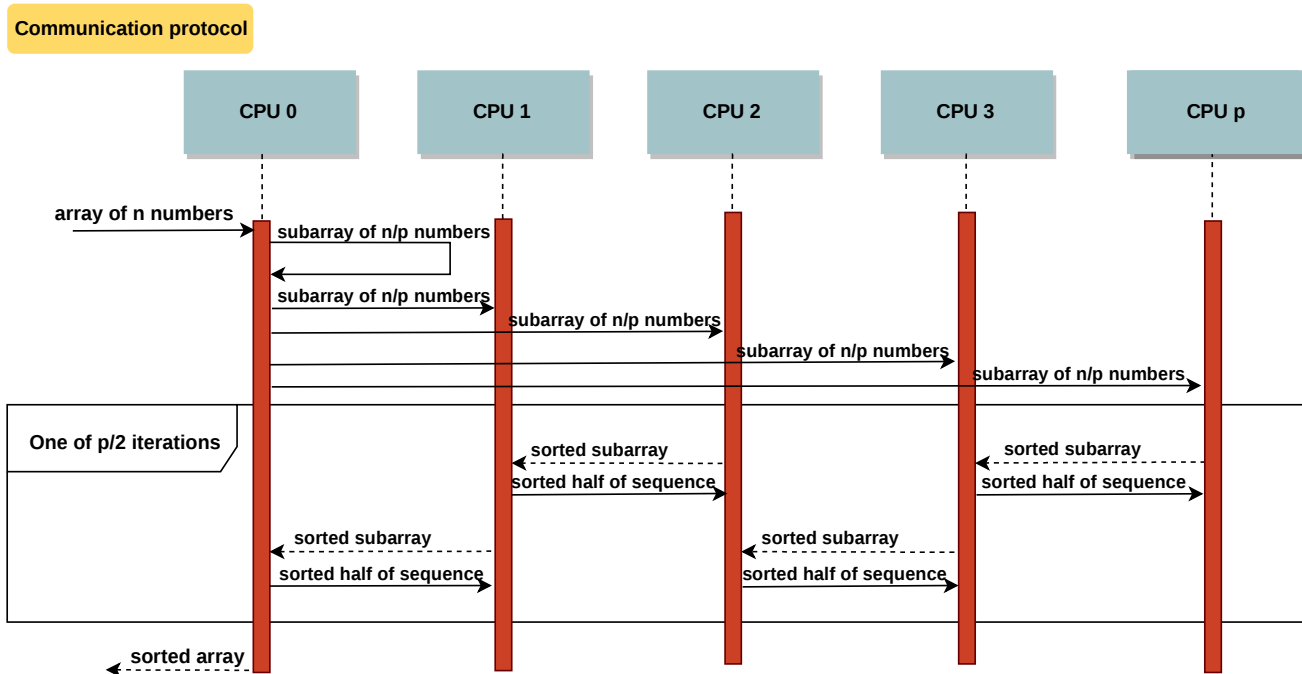 Communication protocol
CPU 0
CPU 1
CPU 2
CPU 3
CPU p
array of n numbers
subarray of n/p numbers
subarray of n/p numbers
subarray of n/p numbers
subarray of n/p numbers
subarray of n/p numbers
One of p/2 iterations
sorted subarray
sorted subarray
sorted half of sequence
sorted half of sequence
sorted subarray
sorted subarray
sorted half of sequence
sorted half of sequence
sorted array